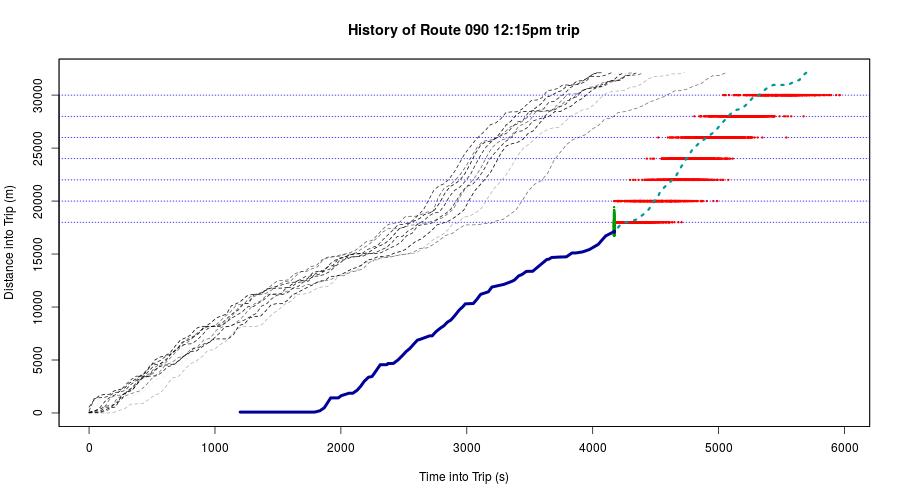 History of Route 090 12:15pm trip
Distance into Trip (m)
30000
25000
20000
15000
10000
5000
0
0 1000 2000 3000 4000 5000 6000
Time into Trip (s)